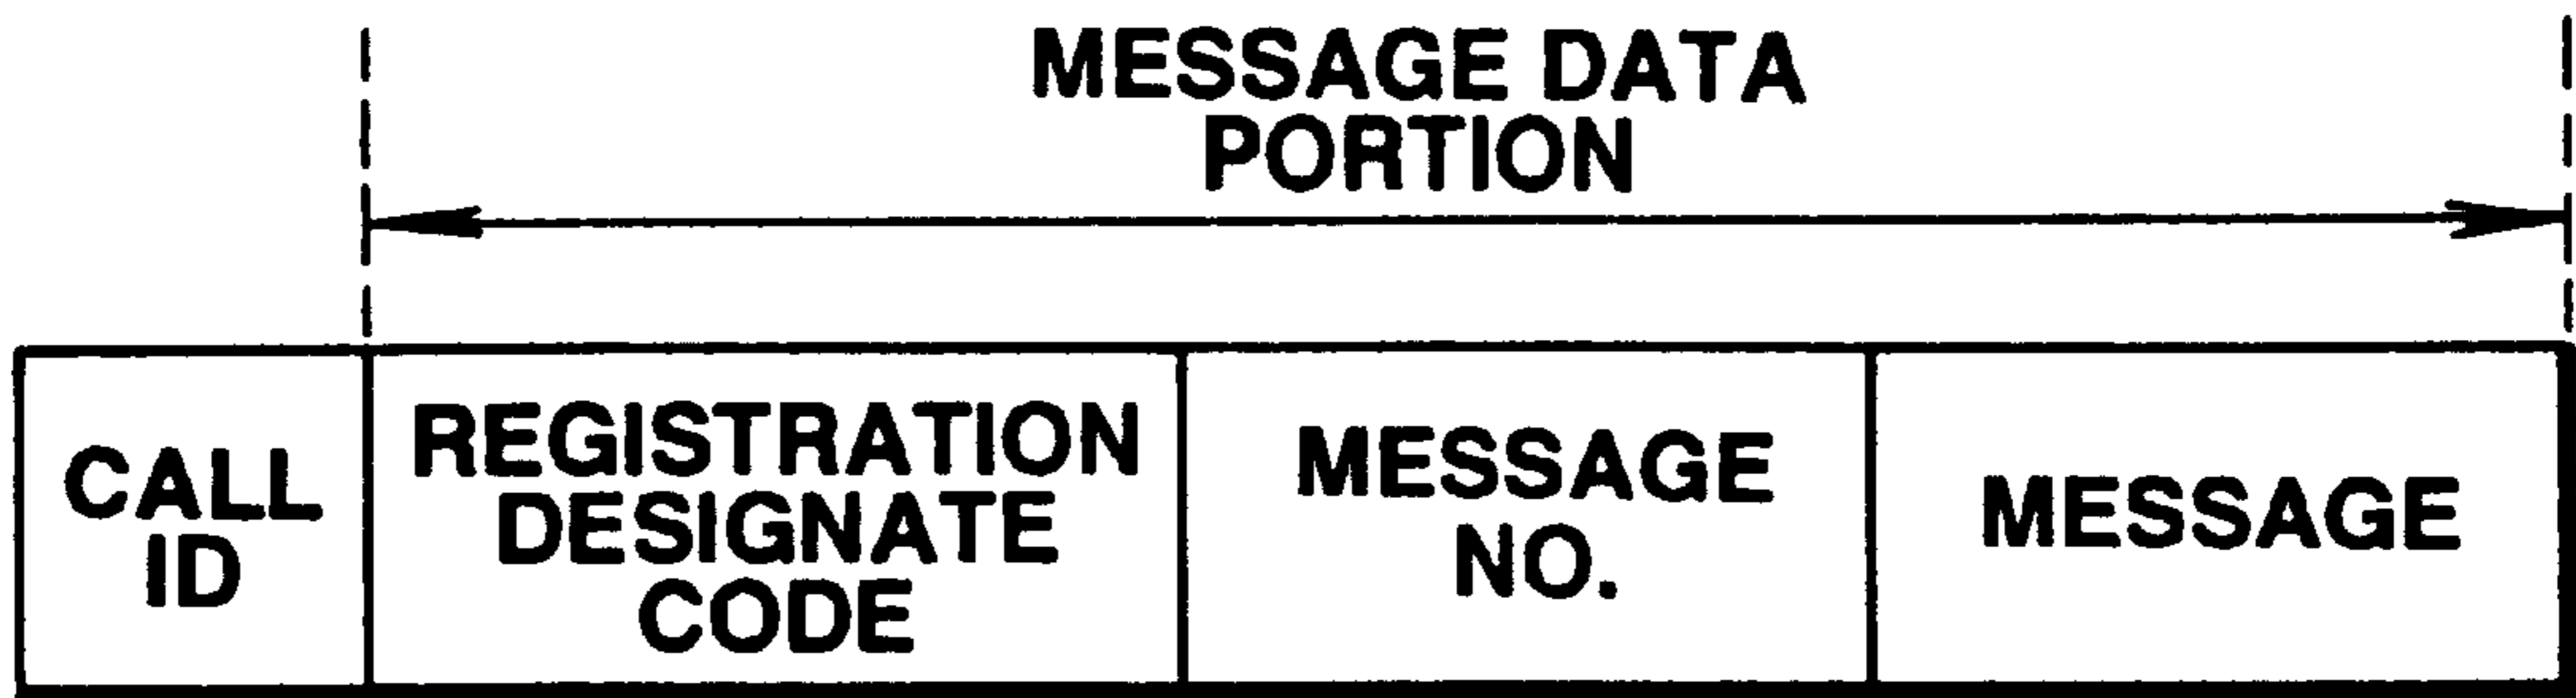 MESSAGE DATA
PORTION
CALL
ID
REGISTRATION
DESIGNATE
CODE
MESSAGE
NO.
MESSAGE